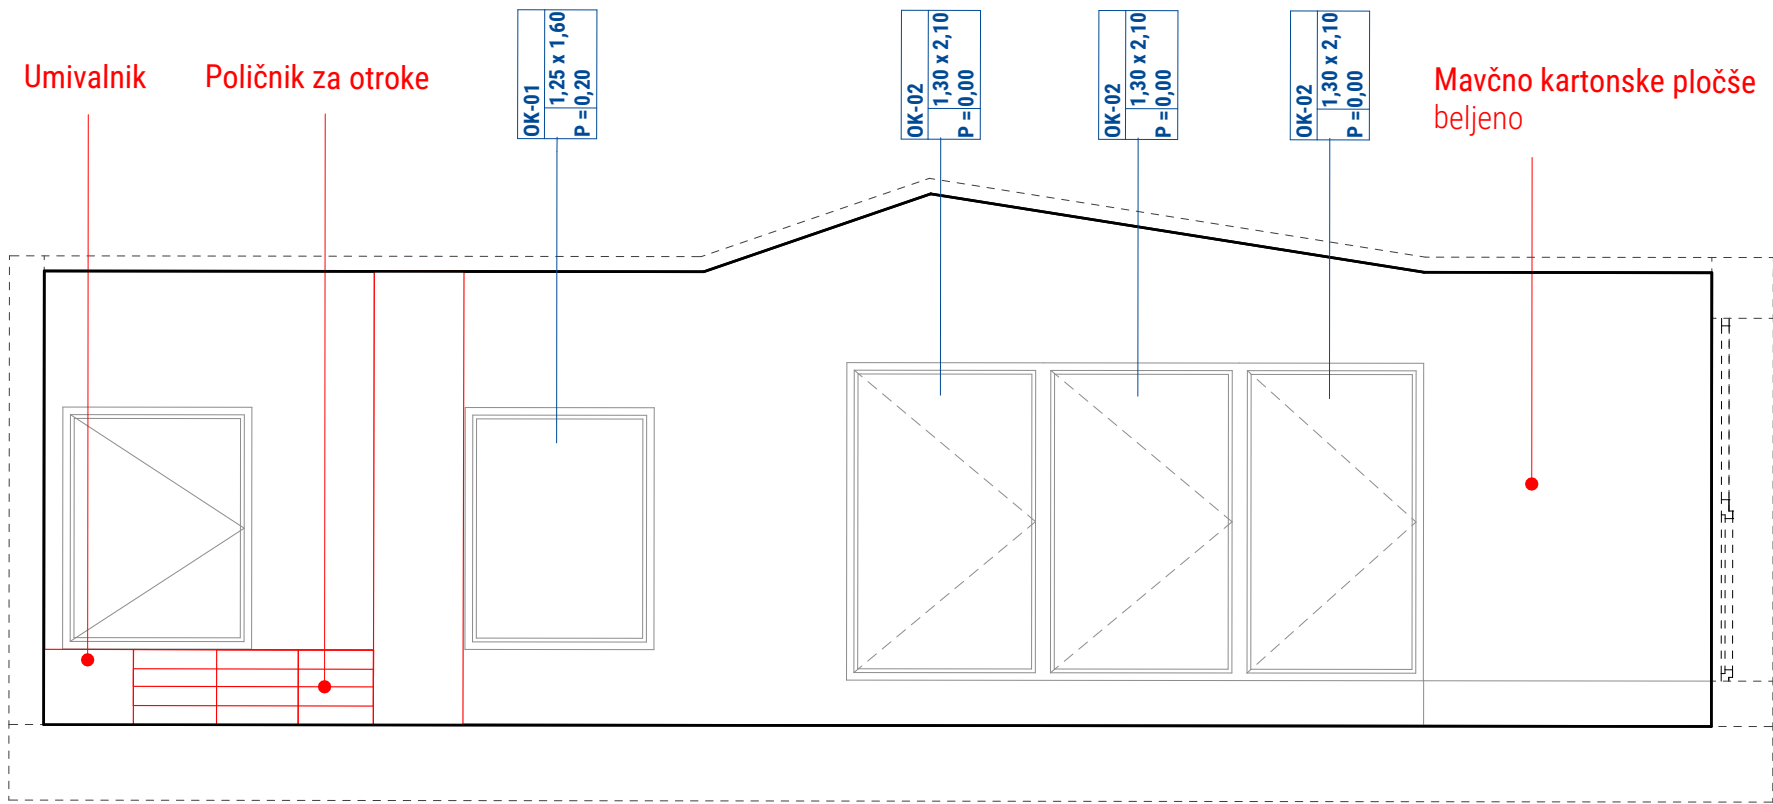 Umivalnik
Poličnik za otroke
OK-01
1,25 x 1,60
P = 0,20
OK-02
1,30 x 2,10
P = 0,00
OK-02
1,30 x 2,10
P = 0,00
OK-02
1,30 x 2,10
P = 0,00
Mavčno kartonske pločše
beljeno